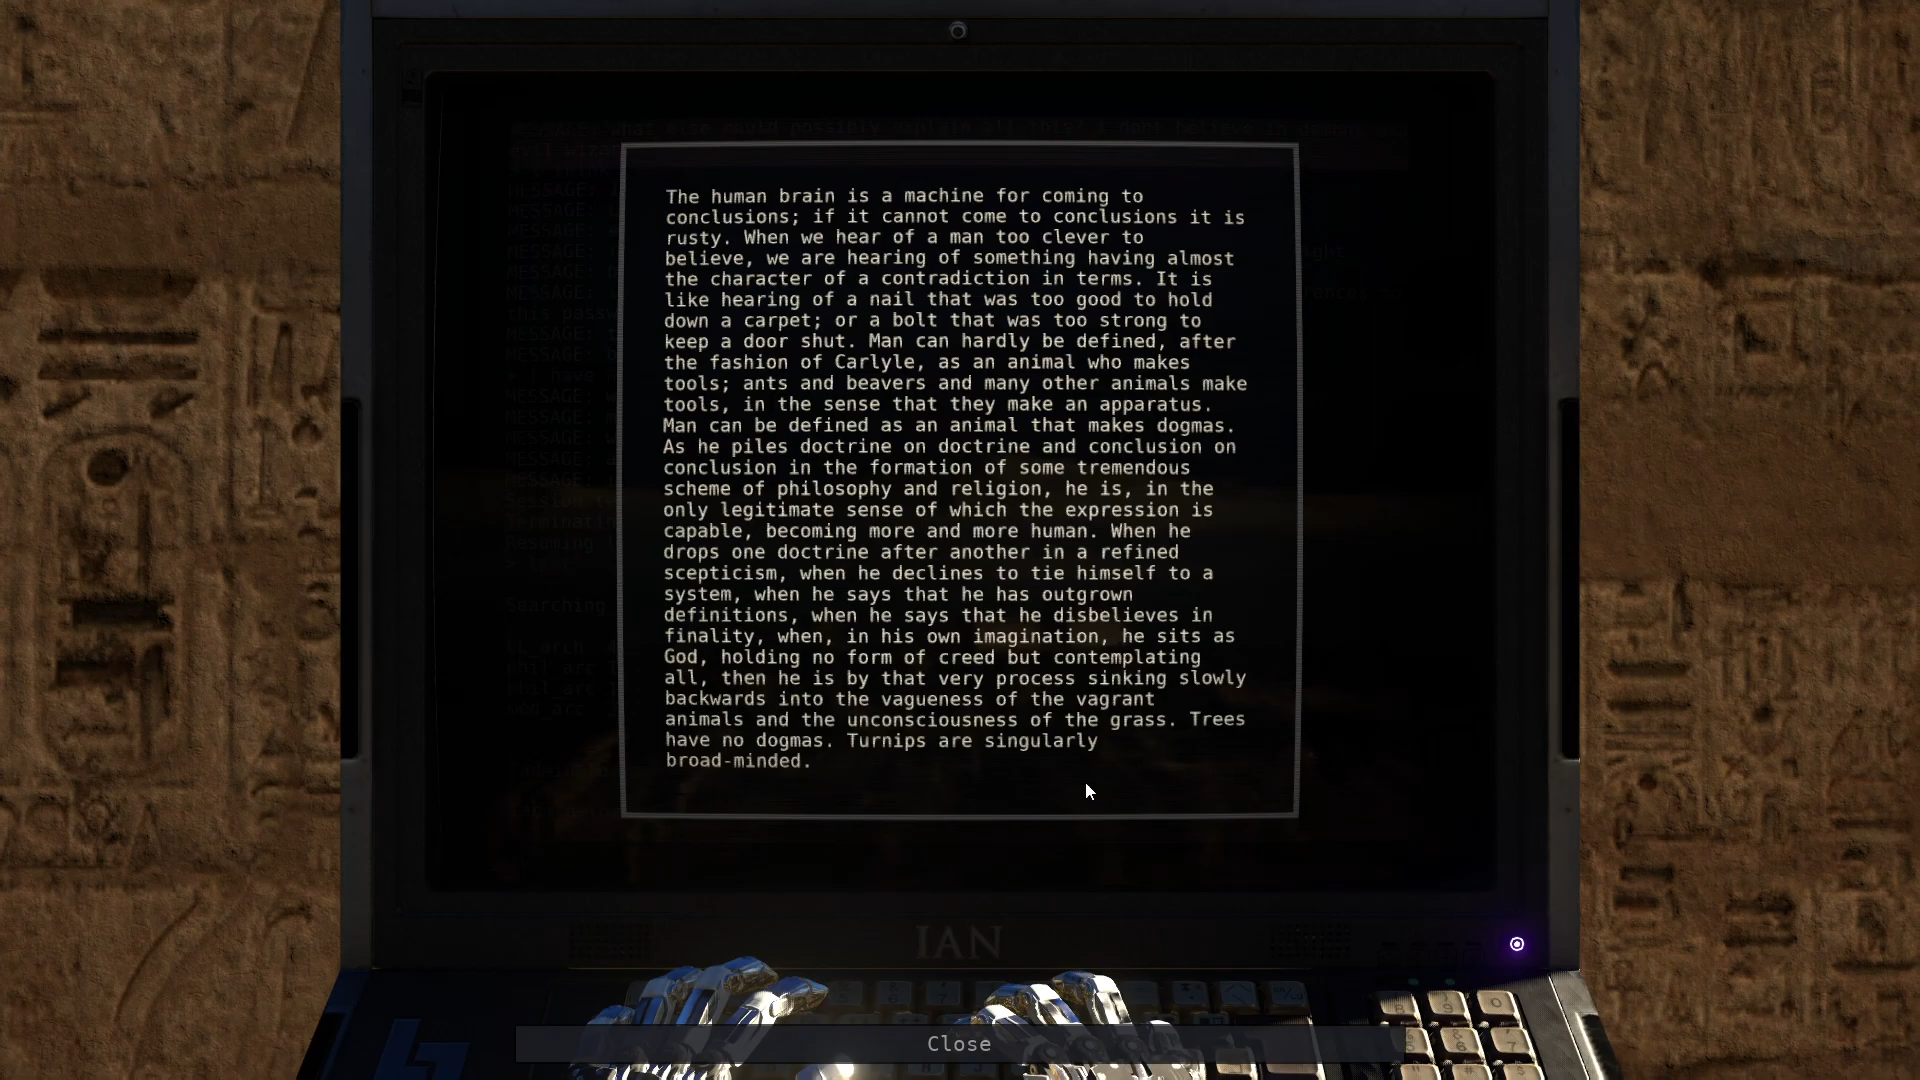 The human brain is a machine for coming to
conclusions; if it cannot come to conclusions it is
rusty. When we hear of a man too clever to
believe, we are hearing of something having almost
the character of a contradiction in terms. It is
like hearing of a nail that was too good to hold
down a carpet; or a bolt that was too strong to
keep a door shut. Man can hardly be defined, after
the fashion of Carlyle, as an animal who makes
tools; ants and beavers and many other animals make
tools, in the sense that they make an apparatus.
Man can be defined as an animal that makes dogmas.
As he piles doctrine on doctrine and conclusion on
conclusion in the formation of some tremendous
scheme of philosophy and religion, he is, in the
only legitimate sense of which the expression is
capable, becoming more and more human. When he
drops one doctrine after another in a refined
scepticism, when he declines to tie himself to a
system, when he says that he has outgrown
definitions, when he says that he disbelieves in
finality, when, in his own imagination, he sits as
God, holding no form of creed but contemplating
all, then he is by that very process sinking slowly
backwards into the vagueness of the vagrant
animals and the unconsciousness of the grass. Trees
have no dogmas. Turnips are singularly
broad-minded.
IAN
Close